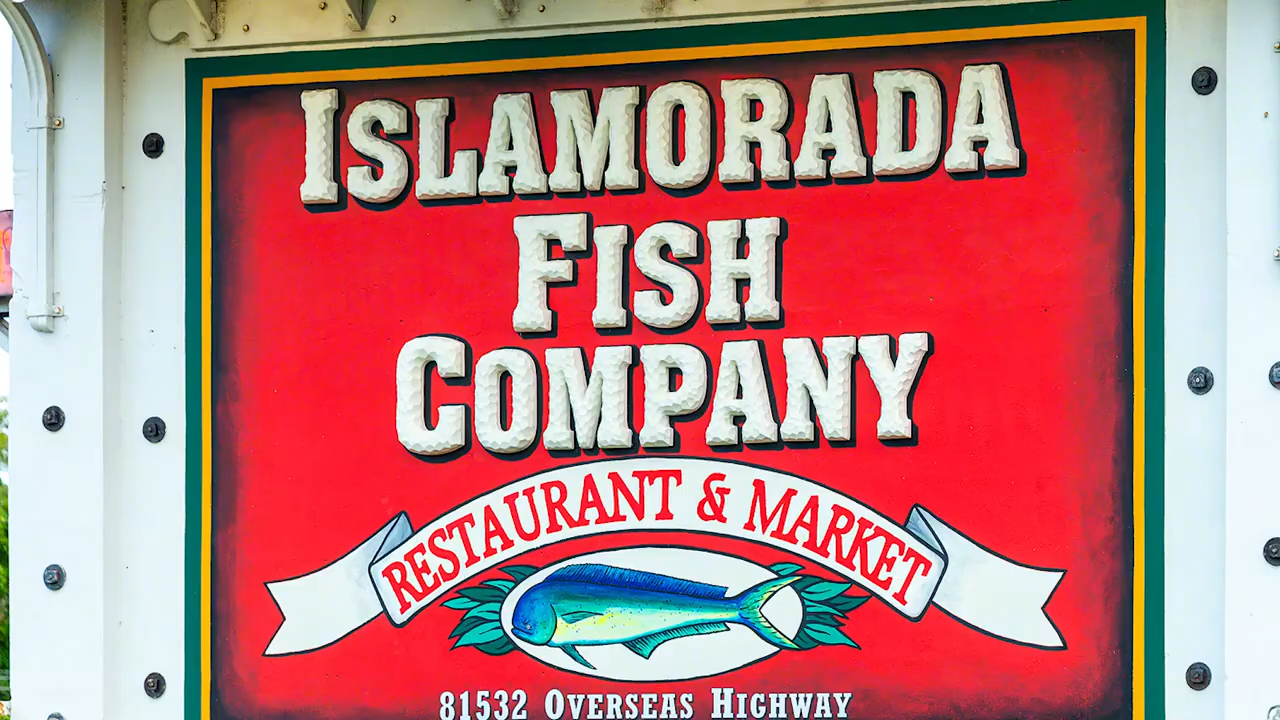 ISLAMORADA
FISH
COMPANY
RESTAURANT & MARKET
81532 OVERSEAS HIGHWAY